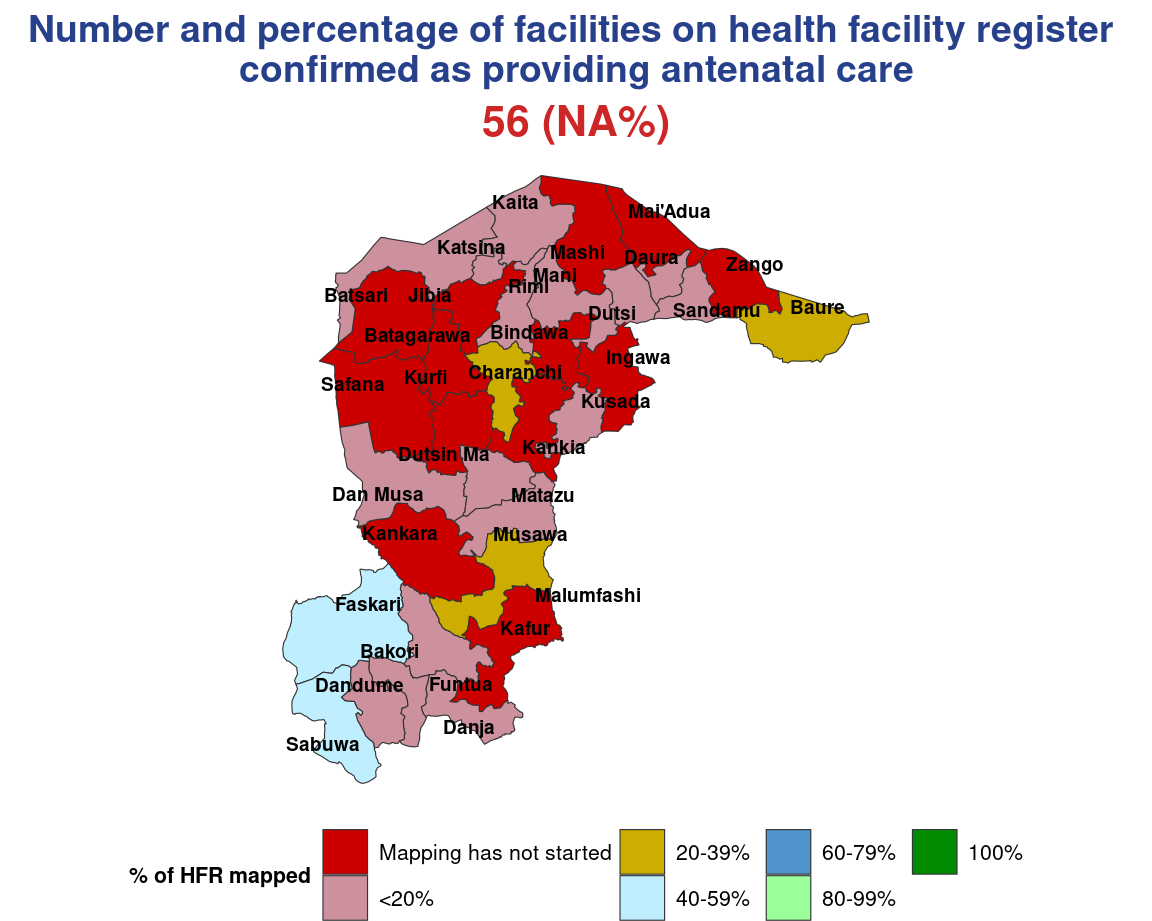 Number and percentage of facilities on health facility register
confirmed as providing antenatal care
56 (NA%)
Kaita
Mai'Adua
Katsina
Mashi
Daura
Zango
Mani
Rimi
Batsari
Jibia
Baure
Dutsi
Sandamu
Batagarawa
Bindawa
Ingawa
Charanchi
Kurfi
Safana
Kusada
Kankia
Dutsin Ma
Dan Musa
Matazu
Kankara
Musawa
Malumfashi
Faskari
Kafur
Bakori
Dandume
Funtua
Danja
Sabuwa
% of HFR mapped
Mapping has not started
<20%
20-39%
40-59%
60-79%
80-99%
100%